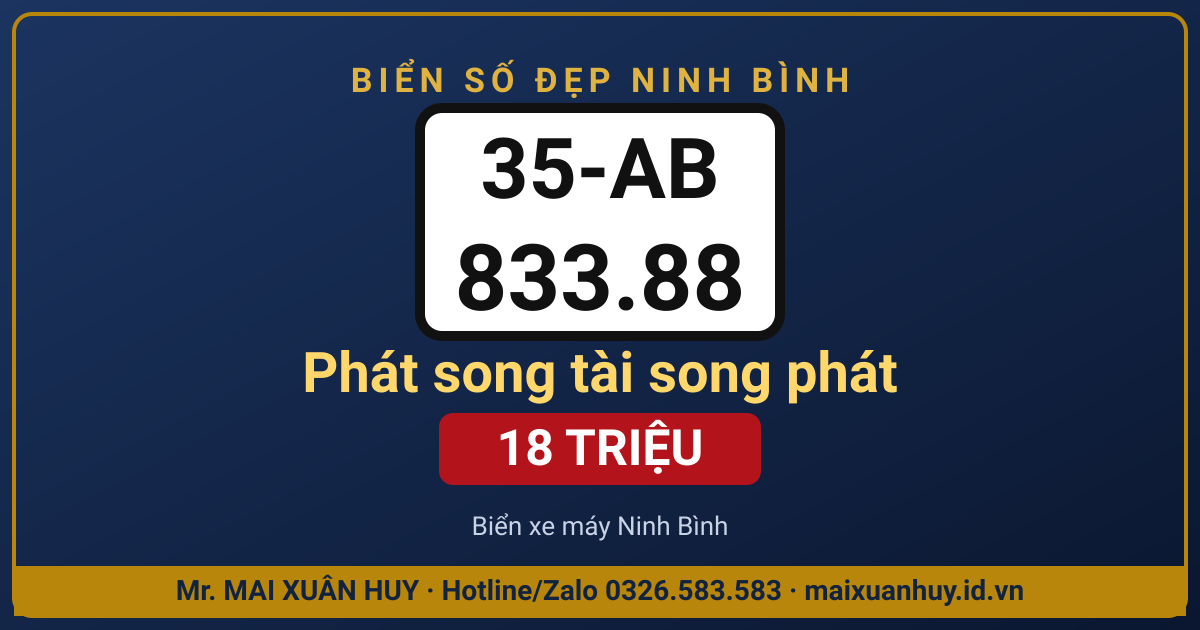 BIỂN SỐ ĐẸP NINH BÌNH
35-AB
833.88
Phát song tài song phát
18 TRIỆU
Biển xe máy Ninh Bình
Mr. MAI XUÂN HUY · Hotline/Zalo 0326.583.583 · maixuanhuy.id.vn